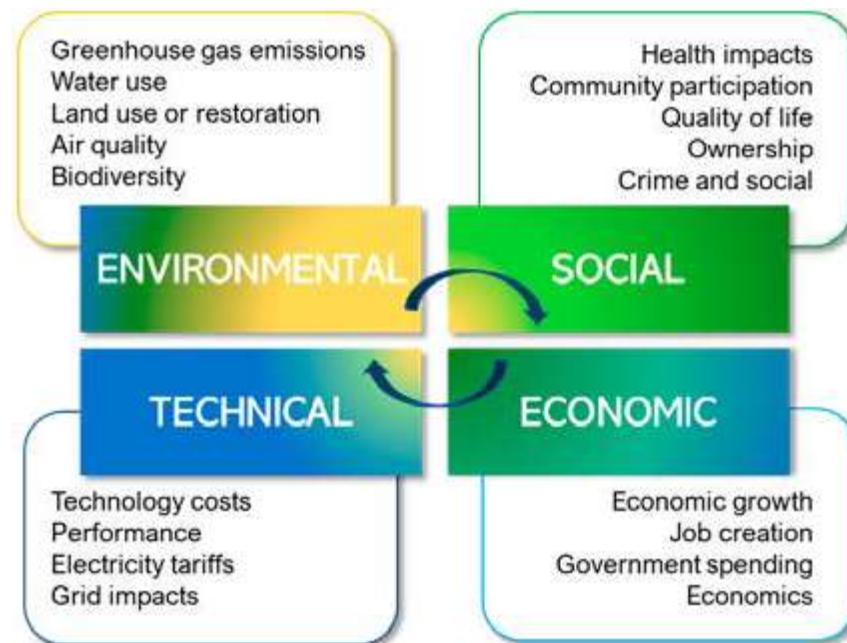 Greenhouse gas emissions
Water use
Land use or restoration
Air quality
Biodiversity
Health impacts
Community participation
Quality of life
Ownership
Crime and social
ENVIRONMENTAL
SOCIAL
TECHNICAL
ECONOMIC
Technology costs
Performance
Electricity tariffs
Grid impacts
Economic growth
Job creation
Government spending
Economics